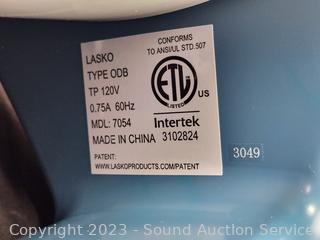 LASKO
TYPE ODB
TP 120V
0.75A 60Hz
MDL: 7054
MADE IN CHINA 3102824
PATENT:
WWW.LASKOPRODUCTS.COM/PATENT
CONFORMS
TO ANSI/UL STD.507
ETL
LISTED
US
Intertek
3049
Copyright 2023 - Sound Auction Service